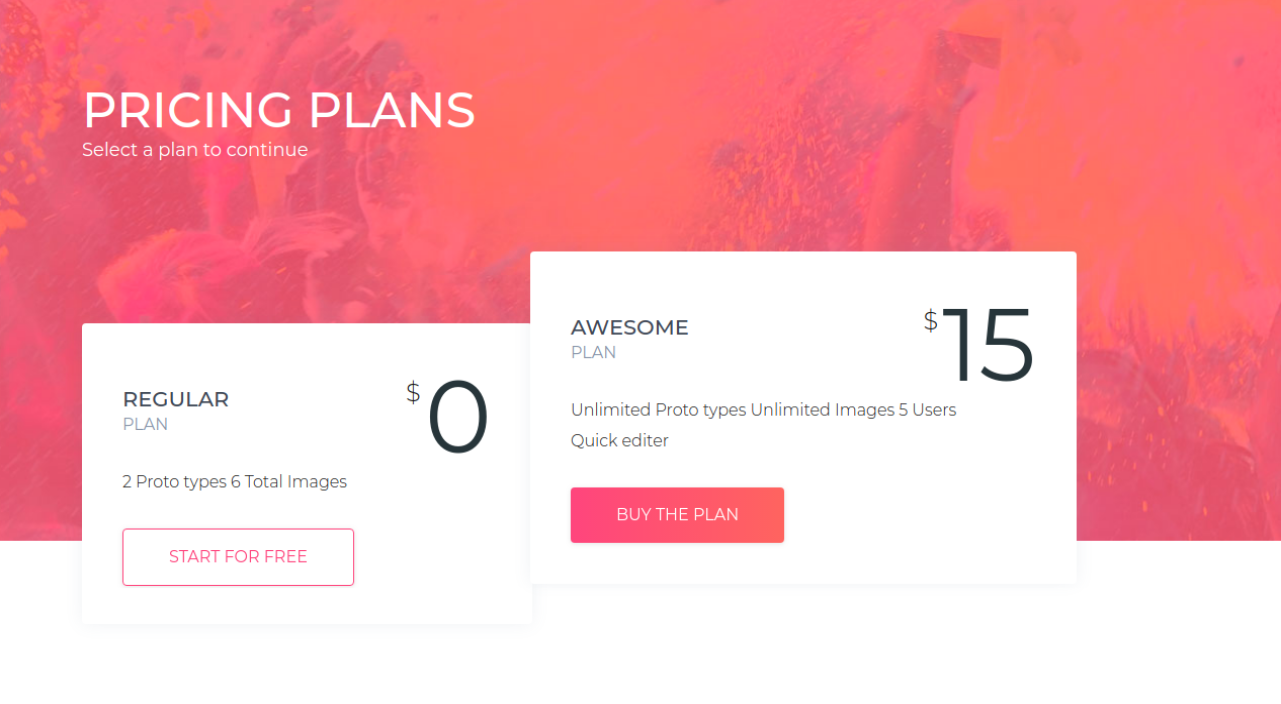 PRICING PLANS
Select a plan to continue
REGULAR
PLAN
$0
2 Proto types 6 Total Images
START FOR FREE
AWESOME
PLAN
$15
Unlimited Proto types Unlimited Images 5 Users
Quick editer
BUY THE PLAN